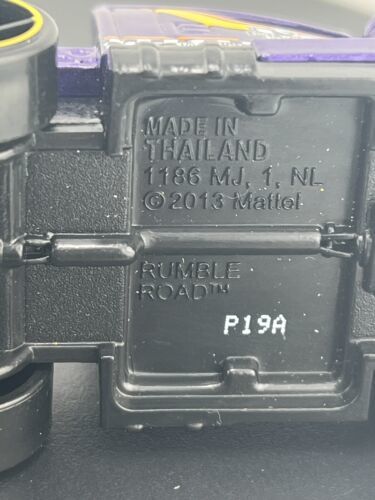 MADE IN
THAILAND
1186 MJ, 1, NL
©2013 Mattel
RUMBLE
ROAD™
P19A